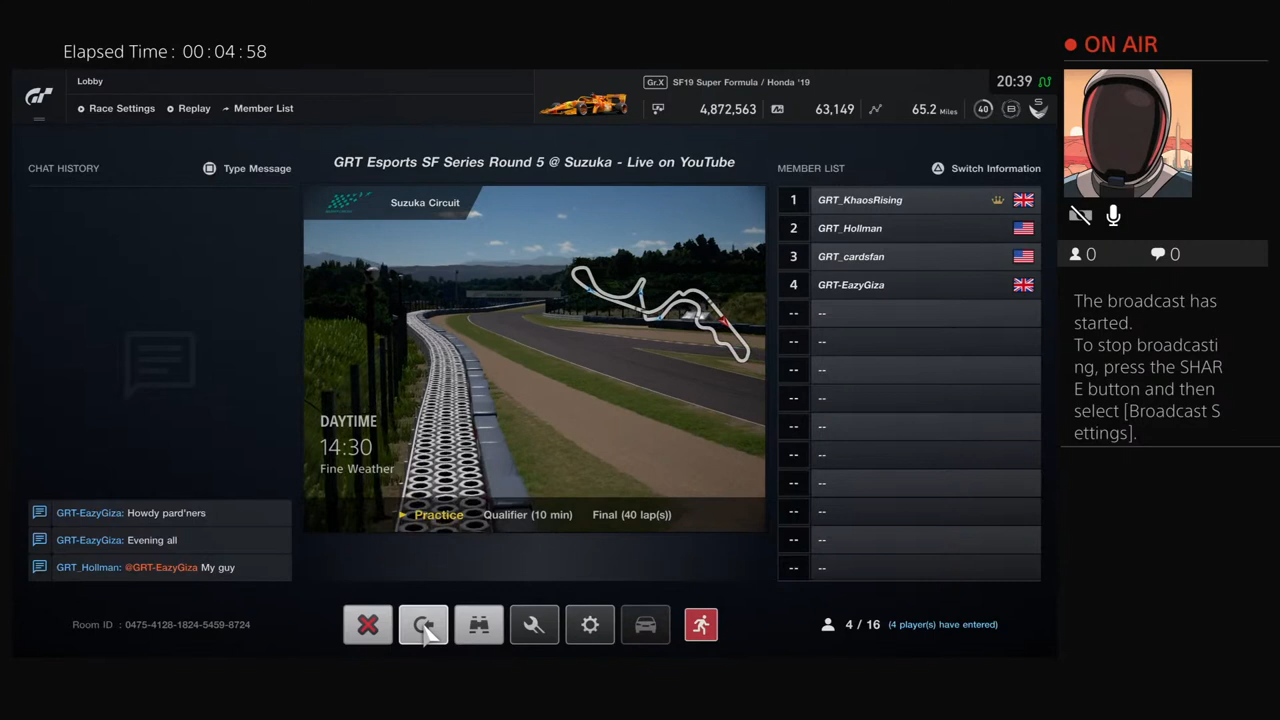 Elapsed Time : 00:04:58
ON AIR
GT
Lobby
Race Settings
Replay
Member List
Gr.X
SF19 Super Formula / Honda '19
20:39
4,872,563
63,149
65.2 Miles
40
B
S
CHAT HISTORY
Type Message
GRT Esports SF Series Round 5 @ Suzuka - Live on YouTube
MEMBER LIST
Switch Information
Suzuka Circuit
1 GRT_KhaosRising
2 GRT_Hollman
3 GRT_cardsfan
4 GRT-EazyGiza
-- --
-- --
-- --
-- --
-- --
-- --
-- --
-- --
-- --
-- --
0
0
The broadcast has
started.
To stop broadcasti
ng, press the SHAR
E button and then
select [Broadcast S
ettings].
DAYTIME
14:30
Fine Weather
Practice
Qualifier (10 min)
Final (40 lap(s))
GRT-EazyGiza: Howdy pard'ners
GRT-EazyGiza: Evening all
GRT_Hollman: @GRT-EazyGiza My guy
Room ID : 0475-4128-1824-5459-8724
4 / 16
(4 player(s) have entered)